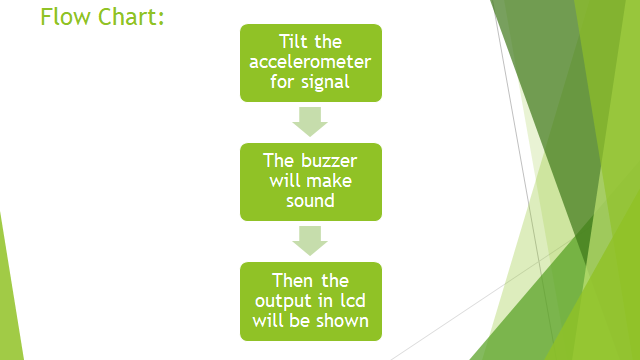 Flow Chart:
Tilt the
accelerometer
for signal
The buzzer
will make
sound
Then the
output in lcd
will be shown